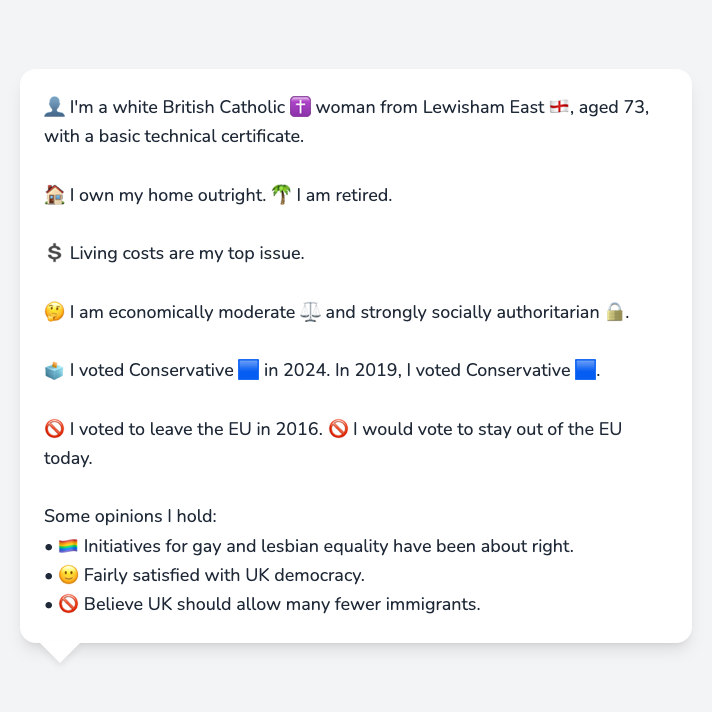 👤 I'm a white British Catholic ✝️ woman from Lewisham East 🏴󠁧󠁢󠁥󠁮󠁧󠁿, aged 73,
with a basic technical certificate.
🏠 I own my home outright. 🌴 I am retired.
💲 Living costs are my top issue.
🤔 I am economically moderate ⚖️ and strongly socially authoritarian 🔒.
🗳️ I voted Conservative 🟦 in 2024. In 2019, I voted Conservative 🟦.
🚫 I voted to leave the EU in 2016. 🚫 I would vote to stay out of the EU
today.
Some opinions I hold:
• 🏳️‍🌈 Initiatives for gay and lesbian equality have been about right.
• 🙂 Fairly satisfied with UK democracy.
• 🚫 Believe UK should allow many fewer immigrants.